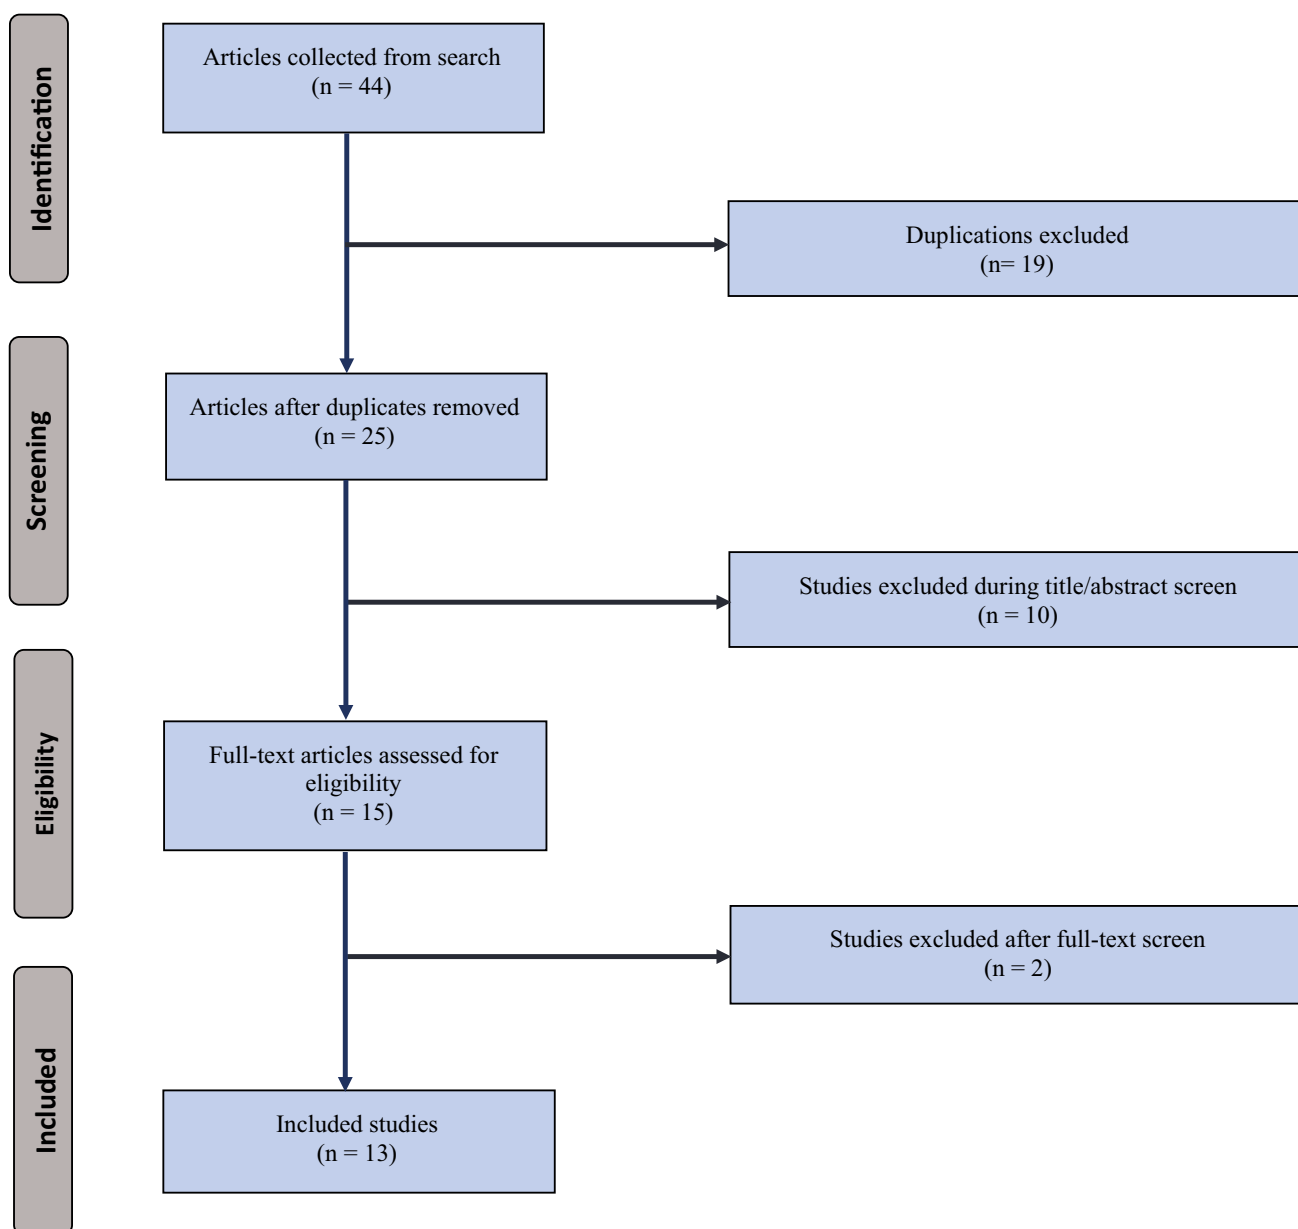 Identification
Articles collected from search
(n = 44)
Duplications excluded
(n= 19)
Screening
Articles after duplicates removed
(n = 25)
Studies excluded during title/abstract screen
(n = 10)
Eligibility
Full-text articles assessed for
eligibility
(n = 15)
Studies excluded after full-text screen
(n = 2)
Included
Included studies
(n = 13)